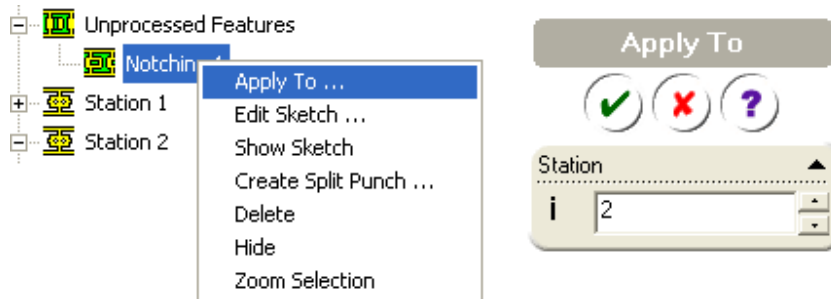 Unprocessed Features
Notching
Station 1
Station 2
Apply To ...
Edit Sketch ...
Show Sketch
Create Split Punch ...
Delete
Hide
Zoom Selection
Apply To
?
Station
i
2